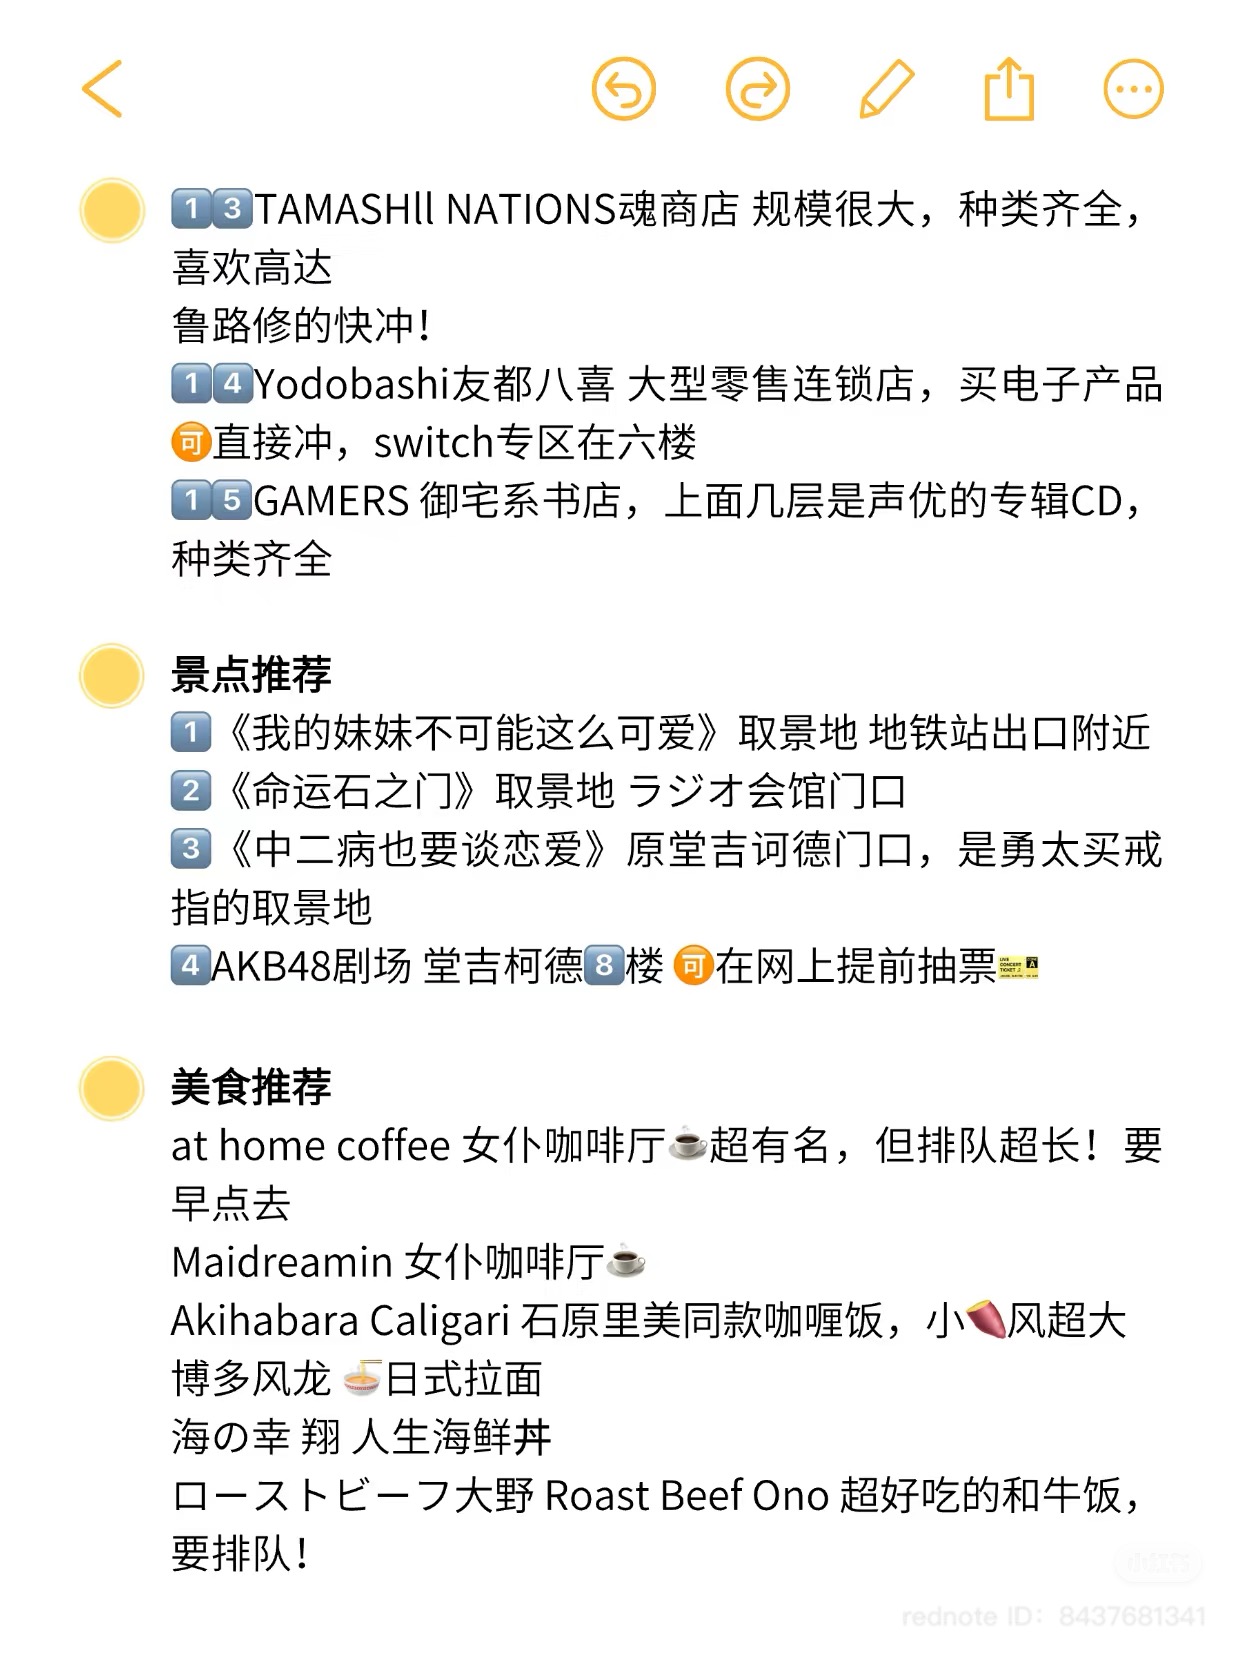 1️⃣3️⃣TAMASHll NATIONS魂商店 规模很大，种类齐全，
喜欢高达
鲁路修的快冲！
1️⃣4️⃣Yodobashi友都八喜 大型零售连锁店，买电子产品
🉑直接冲，switch专区在六楼
1️⃣5️⃣GAMERS 御宅系书店，上面几层是声优的专辑CD，
种类齐全
景点推荐
1️⃣《我的妹妹不可能这么可爱》取景地 地铁站出口附近
2️⃣《命运石之门》取景地 ラジオ会馆门口
3️⃣《中二病也要谈恋爱》原堂吉诃德门口，是勇太买戒
指的取景地
4️⃣AKB48剧场 堂吉柯德8️⃣楼 🉑在网上提前抽票🎫
美食推荐
at home coffee 女仆咖啡厅☕超有名，但排队超长！要
早点去
Maidreamin 女仆咖啡厅☕
Akihabara Caligari 石原里美同款咖喱饭，小🍠风超大
博多风龙 🍜日式拉面
海の幸 翔 人生海鲜丼
ローストビーフ大野 Roast Beef Ono 超好吃的和牛饭，
要排队！
小红书
rednote ID：8437681341